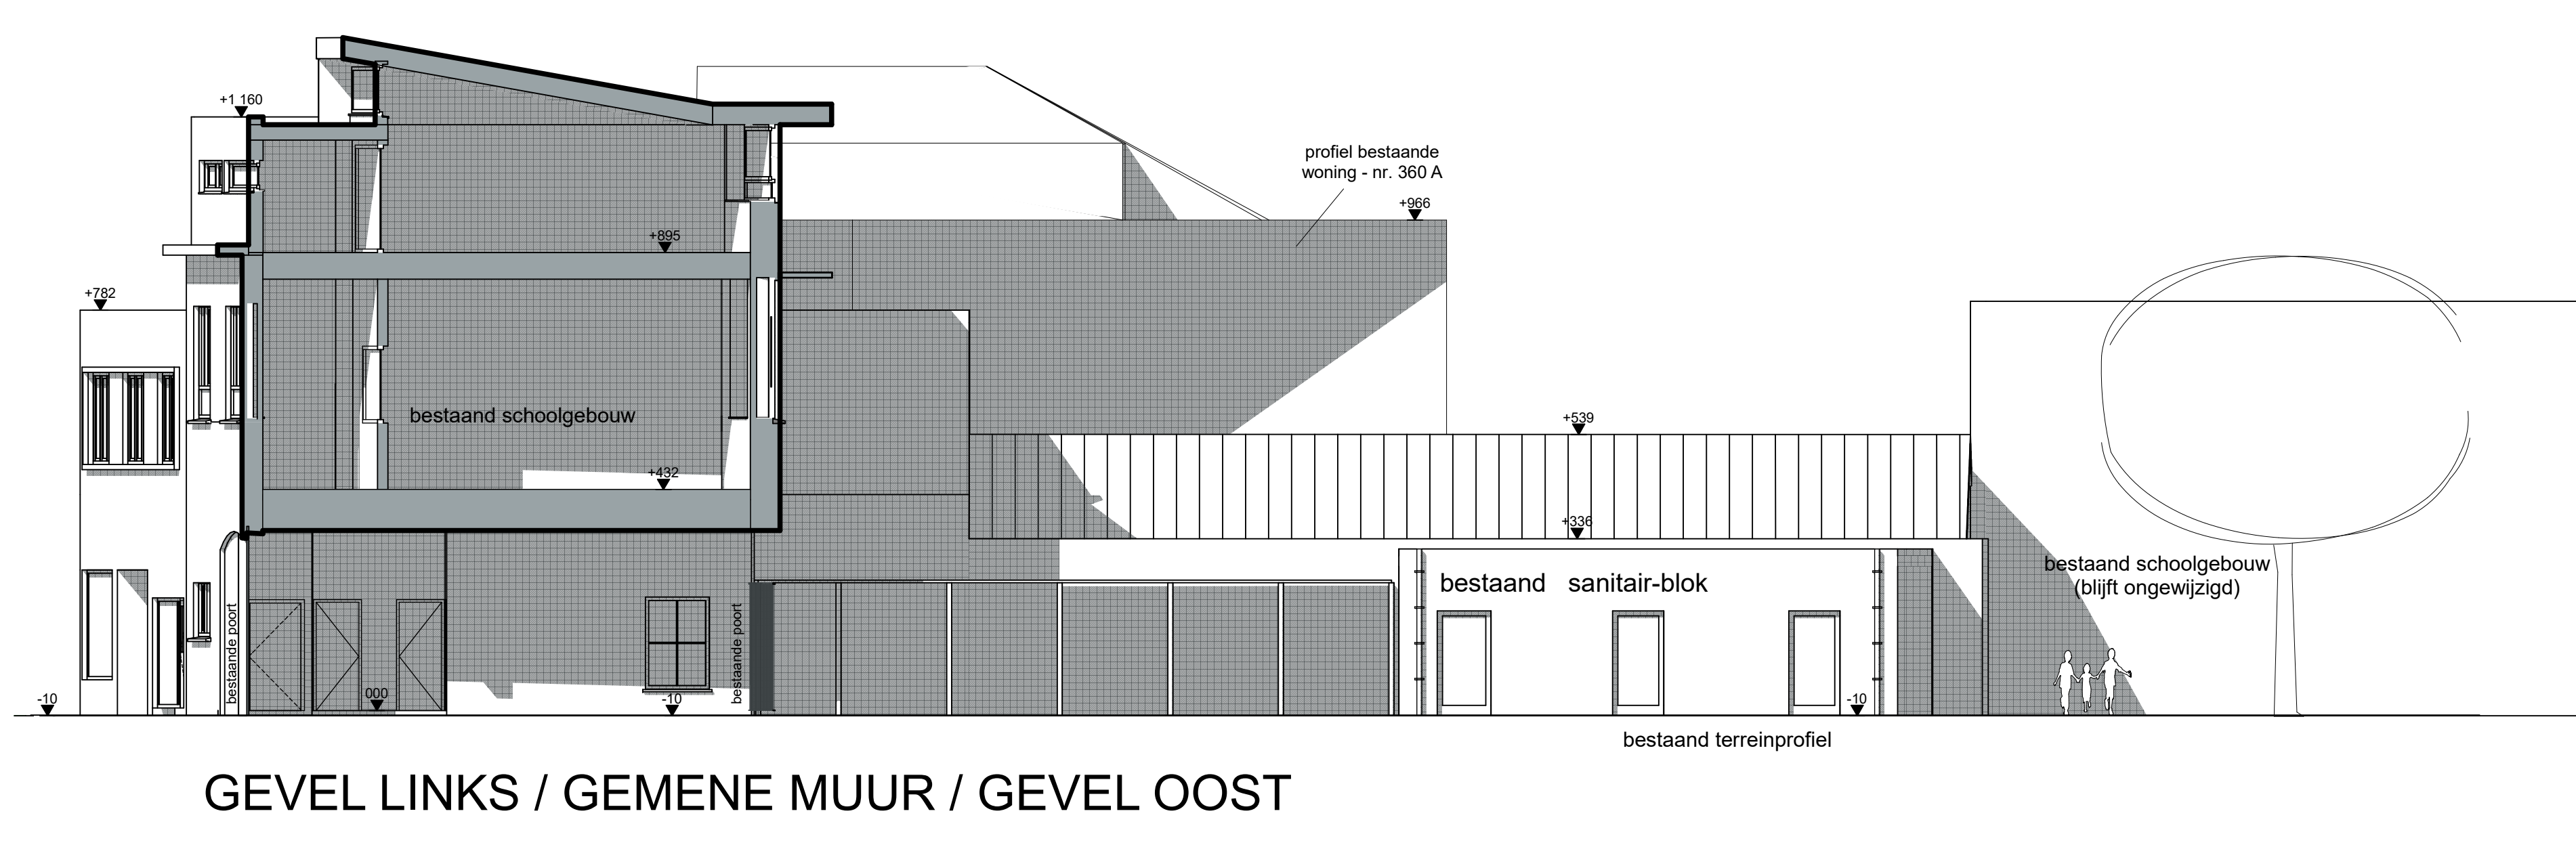 +1 160
profiel bestaande
woning - nr. 360 A
+966
+895
+782
bestaand schoolgebouw
+539
+432
+336
bestaand schoolgebouw
(blijft ongewijzigd)
bestaand sanitair-blok
bestaande poort
bestaande poort
-10
000
-10
-10
bestaand terreinprofiel
GEVEL LINKS / GEMENE MUUR / GEVEL OOST